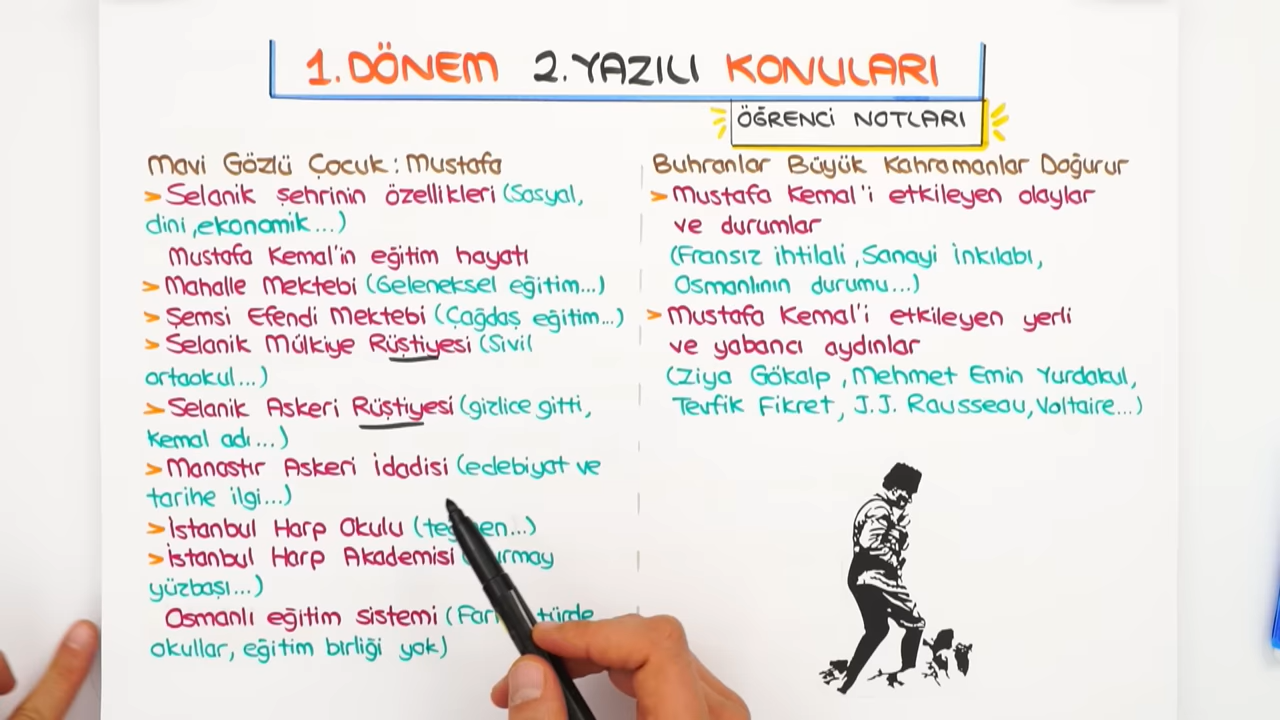 1. DÖNEM 2. YAZILI KONULARI
ÖĞRENCİ NOTLARI
Mavi Gözlü Çocuk: Mustafa
➤ Selanik şehrinin özellikleri (Sosyal,
dini, ekonomik...)
Mustafa Kemal'in eğitim hayatı
➤ Mahalle Mektebi (Geleneksel eğitim...)
➤ Şemsi Efendi Mektebi (Çağdaş eğitim...)
➤ Selanik Mülkiye Rüştiyesi (Sivil
ortaokul...)
➤ Selanik Askeri Rüştiyesi (gizlice gitti,
Kemal adı...)
➤ Manastır Askeri İdadisi (edebiyat ve
tarihe ilgi...)
➤ İstanbul Harp Okulu
➤ İstanbul Harp Akademisi
yüzbaşı...)
Osmanlı eğitim sistemi ( türde
okullar, eğitim birliği yok)
Buhranlar Büyük Kahramanlar Doğurur
➤ Mustafa Kemal'i etkileyen olaylar
ve durumlar
(Fransız ihtilali, Sanayi İnkılabı,
Osmanlının durumu...)
➤ Mustafa Kemal'i etkileyen yerli
ve yabancı aydınlar
(Ziya Gökalp, Mehmet Emin Yurdakul,
Tevfik Fikret, J.J. Rausseau, Voltaire...)